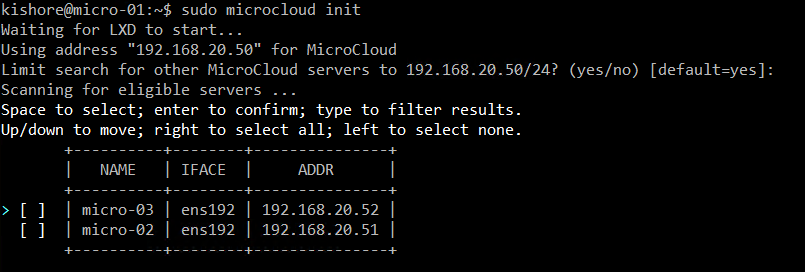 kishore@micro-01:~$ sudo microcloud init
Waiting for LXD to start...
Using address "192.168.20.50" for MicroCloud
Limit search for other MicroCloud servers to 192.168.20.50/24? (yes/no) [default=yes]:
Scanning for eligible servers ...
Space to select; enter to confirm; type to filter results.
Up/down to move; right to select all; left to select none.
       +----------+--------+---------------+
       |   NAME   | IFACE  |     ADDR      |
       +----------+--------+---------------+
> [ ]  | micro-03 | ens192 | 192.168.20.52 |
  [ ]  | micro-02 | ens192 | 192.168.20.51 |
       +----------+--------+---------------+